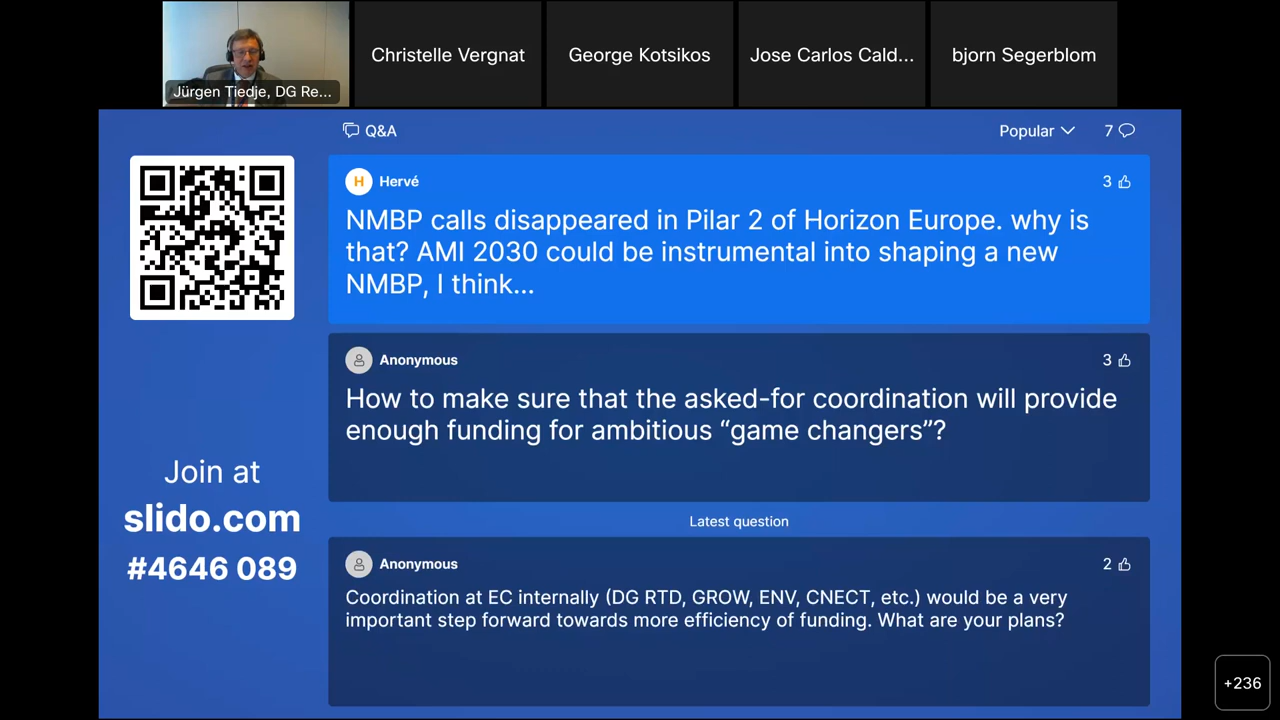 Jürgen Tiedje, DG Re...
Christelle Vergnat
George Kotsikos
Jose Carlos Cald...
bjorn Segerblom
Q&A
Popular
7
H
Hervé
3
NMBP calls disappeared in Pilar 2 of Horizon Europe. why is
that? AMI 2030 could be instrumental into shaping a new
NMBP, I think...
Anonymous
3
How to make sure that the asked-for coordination will provide
enough funding for ambitious “game changers”?
Join at
slido.com
#4646 089
Latest question
Anonymous
2
Coordination at EC internally (DG RTD, GROW, ENV, CNECT, etc.) would be a very
important step forward towards more efficiency of funding. What are your plans?
+236